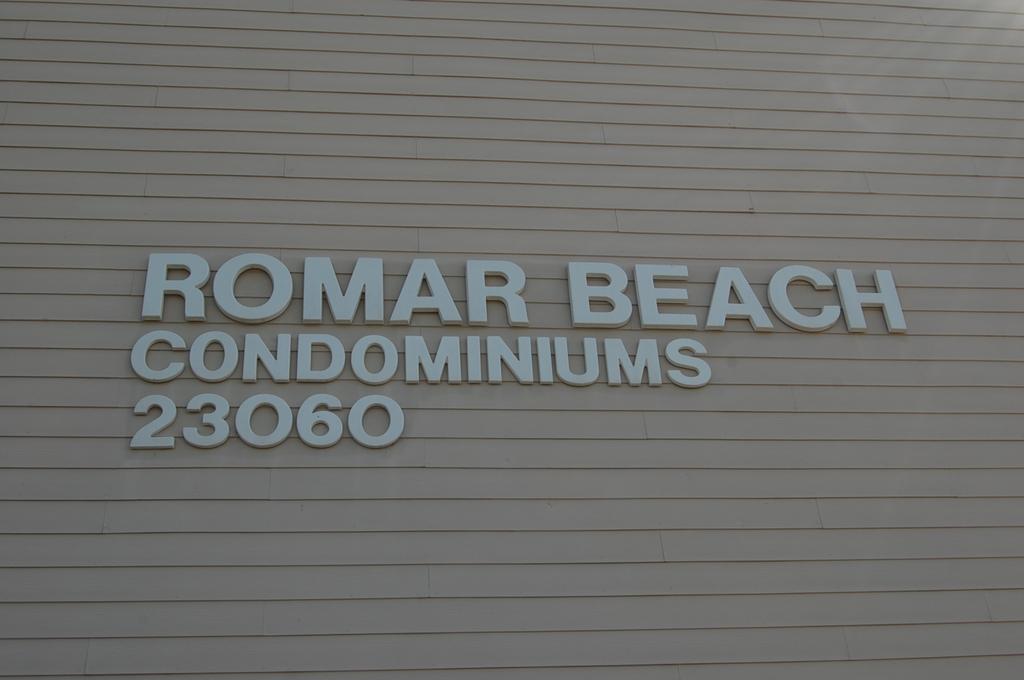 ROMAR BEACH
CONDOMINIUMS
23060